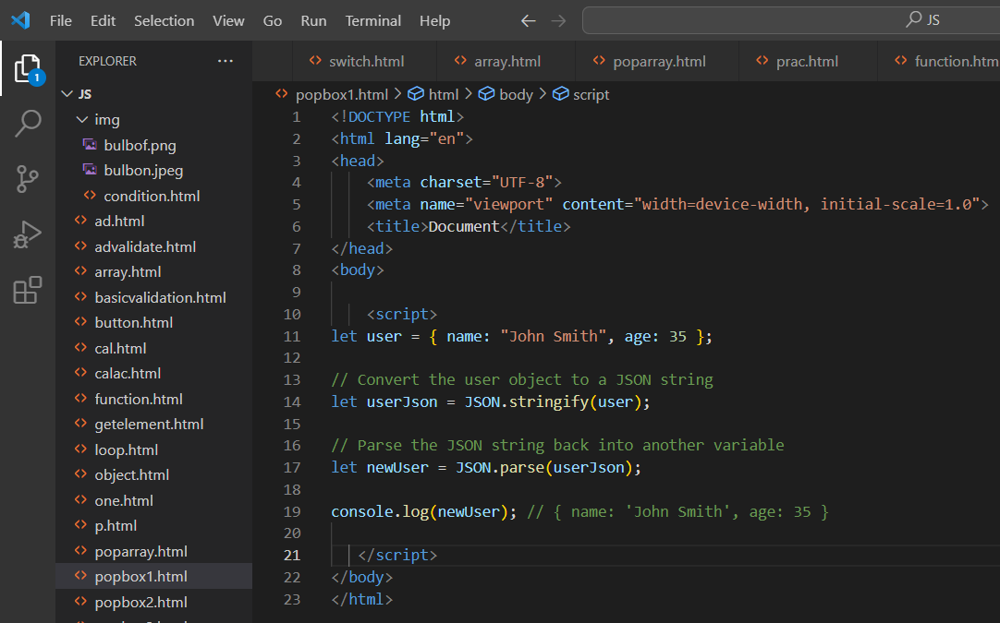 File Edit Selection View Go Run Terminal Help JS
1
EXPLORER ...
switch.html array.html poparray.html prac.html function.htm
JS
img
bulbof.png
bulbon.jpeg
condition.html
ad.html
advalidate.html
array.html
basicvalidation.html
button.html
cal.html
calac.html
function.html
getelement.html
loop.html
object.html
one.html
p.html
poparray.html
popbox1.html
popbox2.html
popbox1.html > html > body > script
1 <!DOCTYPE html>
2 <html lang="en">
3 <head>
4 <meta charset="UTF-8">
5 <meta name="viewport" content="width=device-width, initial-scale=1.0">
6 <title>Document</title>
7 </head>
8 <body>
9
10 <script>
11 let user = { name: "John Smith", age: 35 };
12
13 // Convert the user object to a JSON string
14 let userJson = JSON.stringify(user);
15
16 // Parse the JSON string back into another variable
17 let newUser = JSON.parse(userJson);
18
19 console.log(newUser); // { name: 'John Smith', age: 35 }
20
21 </script>
22 </body>
23 </html>